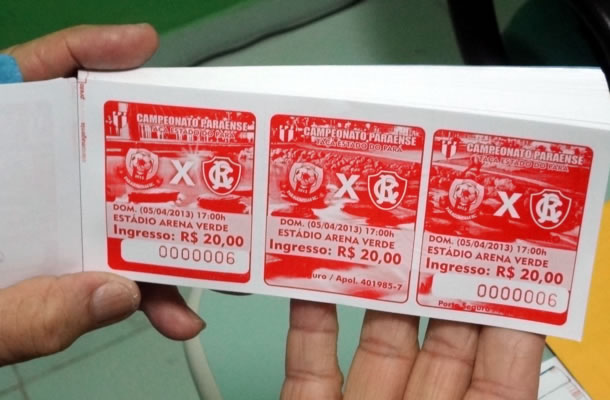 CAMPEONATO PARAENSE
TAÇA ESTADO DO PARÁ
X
DOM. (05/04/2013) 17:00h
ESTÁDIO ARENA VERDE
Ingresso: R$ 20,00
0000006
CAMPEONATO PARAENSE
TAÇA ESTADO DO PARÁ
X
DOM. (05/04/2013) 17:00h
ESTÁDIO ARENA VERDE
Ingresso: R$ 20,00
uro / Apol. 401985-7
CAMPEONATO PARAENSE
TAÇA ESTADO DO PARÁ
X
DOM. (05/04/2013) 17:00h
ESTÁDIO ARENA VERDE
Ingresso: R$ 20,00
0000006
Porto Seguro